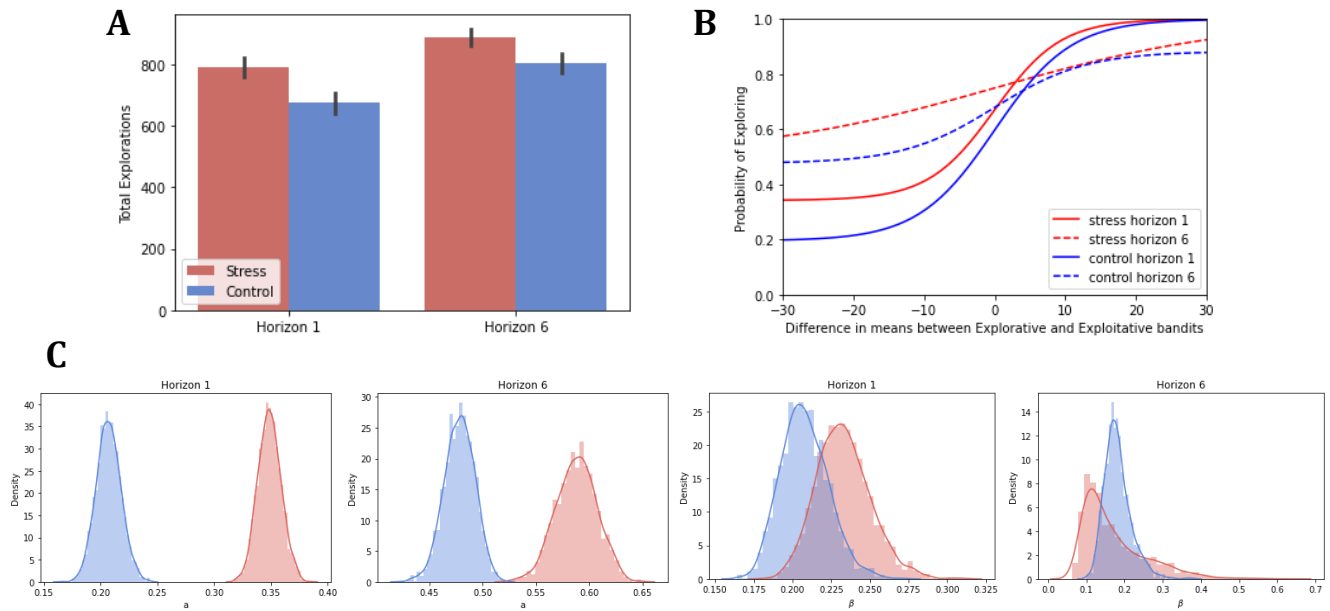 A
Total Explorations
800
600
400
200
0
Stress
Control
Horizon 1
Horizon 6
B
Probability of Exploring
1.0
0.8
0.6
0.4
0.2
0.0
stress horizon 1
stress horizon 6
control horizon 1
control horizon 6
−30
−20
−10
0
10
20
30
Difference in means between Explorative and Exploitative bandits
C
Horizon 1
Density
40
35
30
25
20
15
10
5
0
0.15
0.20
0.25
0.30
0.35
0.40
a
Horizon 6
Density
30
25
20
15
10
5
0
0.45
0.50
0.55
0.60
0.65
a
Horizon 1
Density
25
20
15
10
5
0
0.150
0.175
0.200
0.225
0.250
0.275
0.300
0.325
β
Horizon 6
Density
14
12
10
8
6
4
2
0
0.0
0.1
0.2
0.3
0.4
0.5
0.6
0.7
β